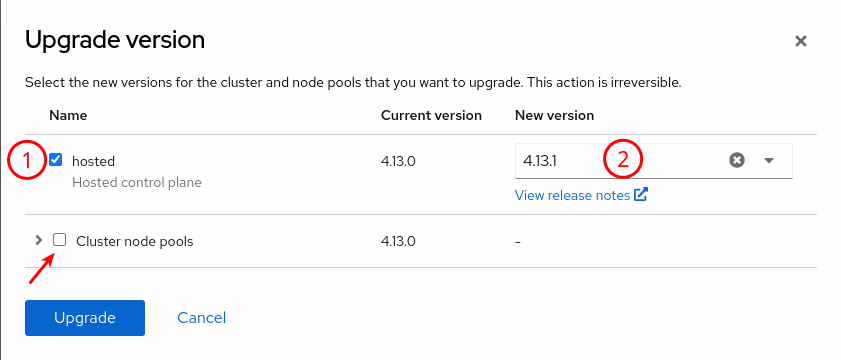 Upgrade version
Select the new versions for the cluster and node pools that you want to upgrade. This action is irreversible.
Name Current version New version
1 hosted 4.13.0 4.13.1 2
Hosted control plane
View release notes
Cluster node pools 4.13.0 -
Upgrade Cancel